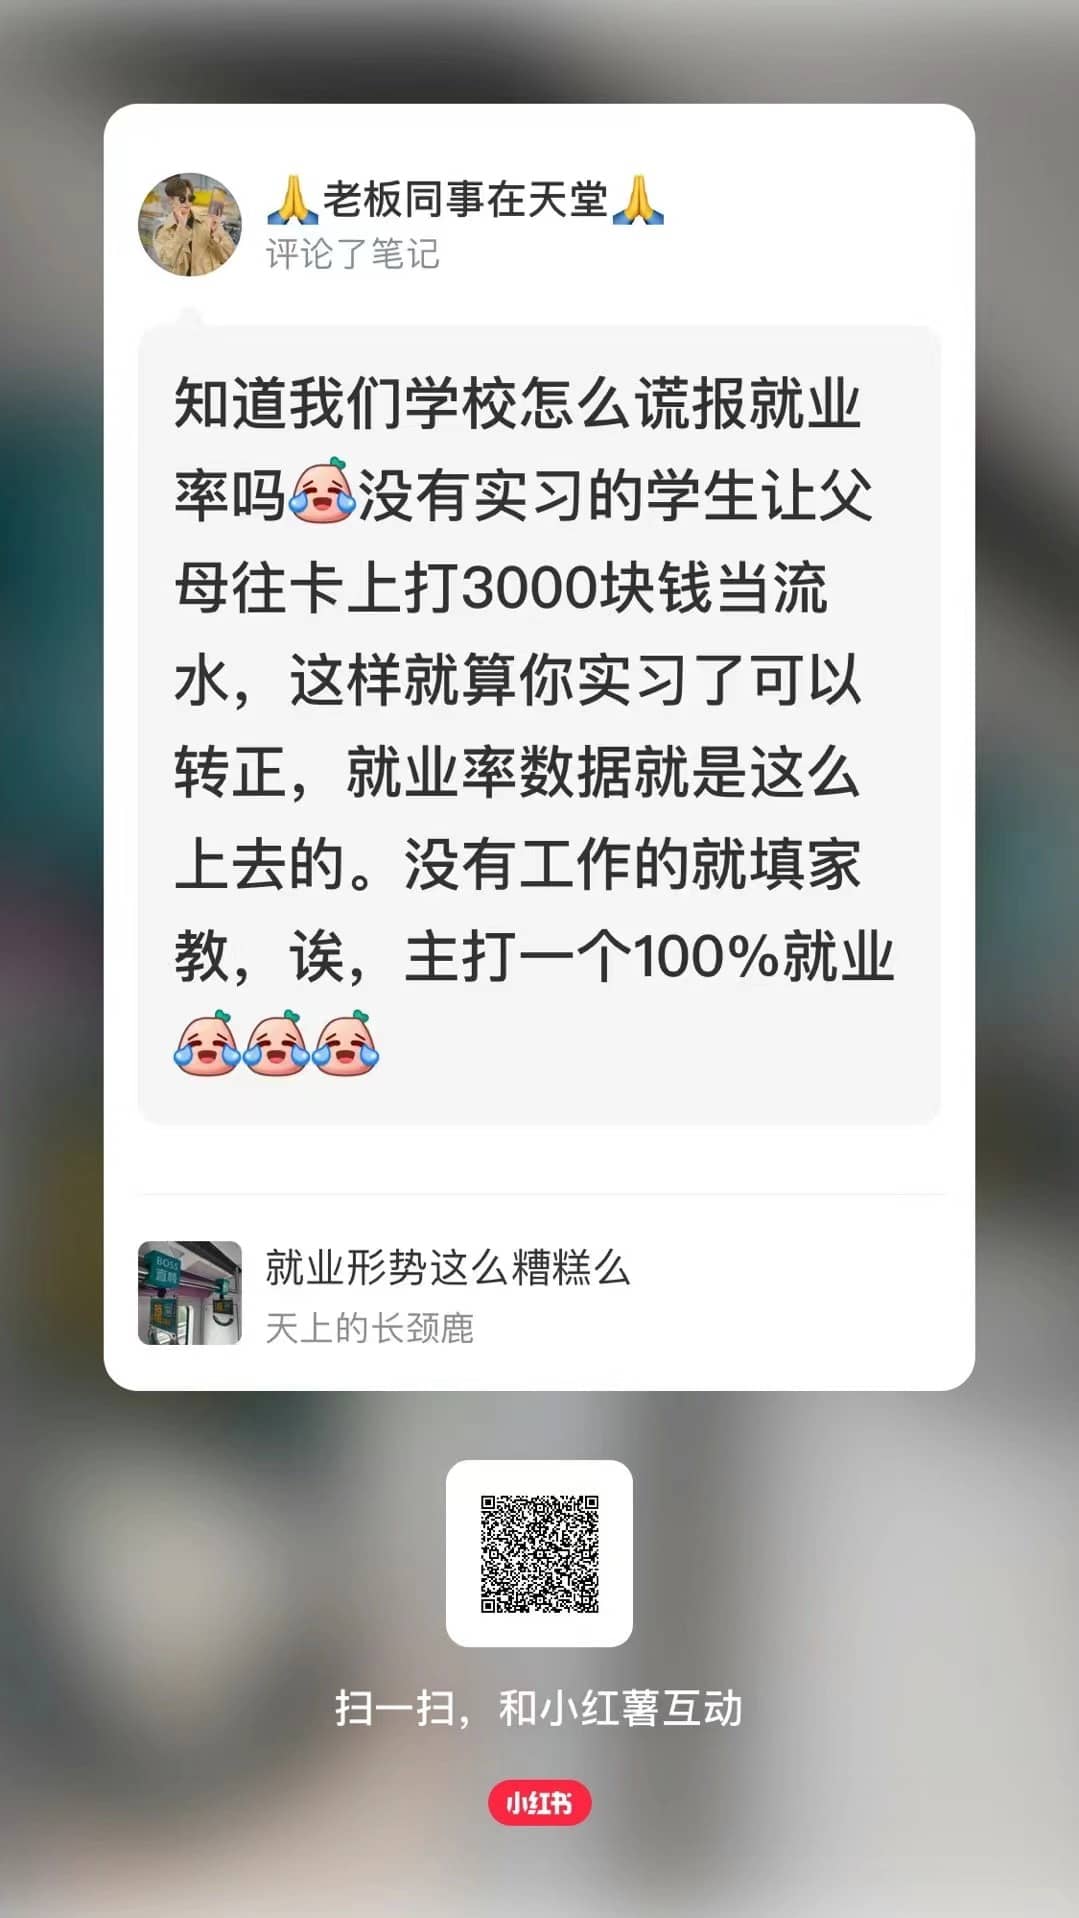 🙏老板同事在天堂🙏
评论了笔记
知道我们学校怎么谎报就业
率吗没有实习的学生让父
母往卡上打3000块钱当流
水，这样就算你实习了可以
转正，就业率数据就是这么
上去的。没有工作的就填家
教，诶，主打一个100%就业
BOSS
直聘
就业形势这么糟糕么
天上的长颈鹿
扫一扫，和小红薯互动
小红书